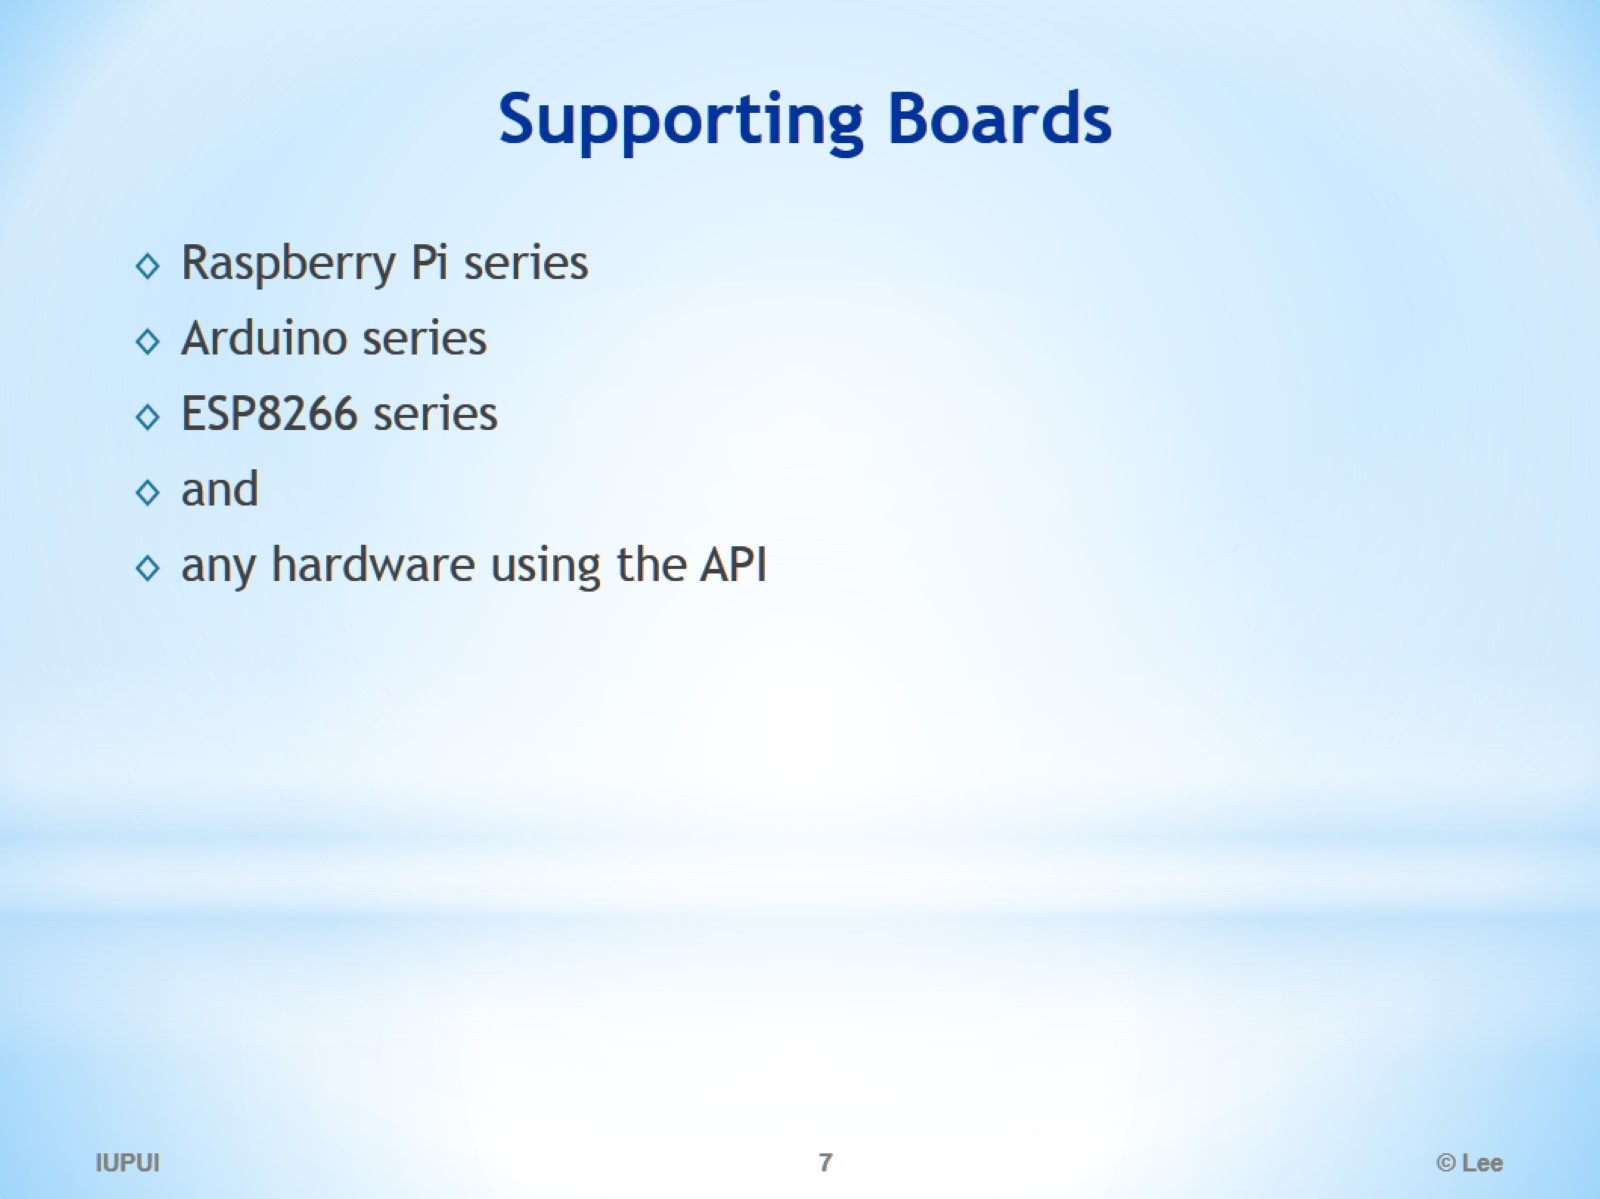 Supporting Boards
◇ Raspberry Pi series
◇ Arduino series
◇ ESP8266 series
◇ and
◇ any hardware using the API
IUPUI 7 © Lee